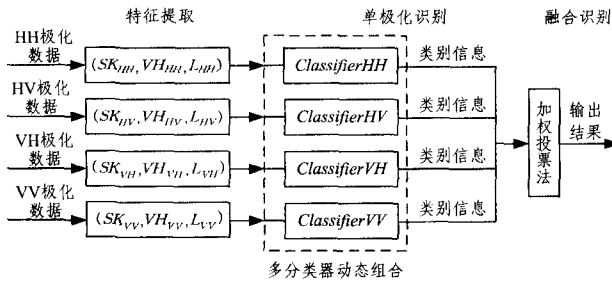 特征提取 单极化识别 融合识别
HH极化
数据
(SK_HH,VH_HH,L_HH) ClassifierHH 类别信息
HV极化
数据
(SK_HV,VH_HV,L_HV) ClassifierHV 类别信息
VH极化
数据
(SK_VH,VH_VH,L_VH) ClassifierVH 类别信息
VV极化
数据
(SK_VV,VH_VV,L_VV) ClassifierVV 类别信息
加权投票法
输出
结果
多分类器动态组合